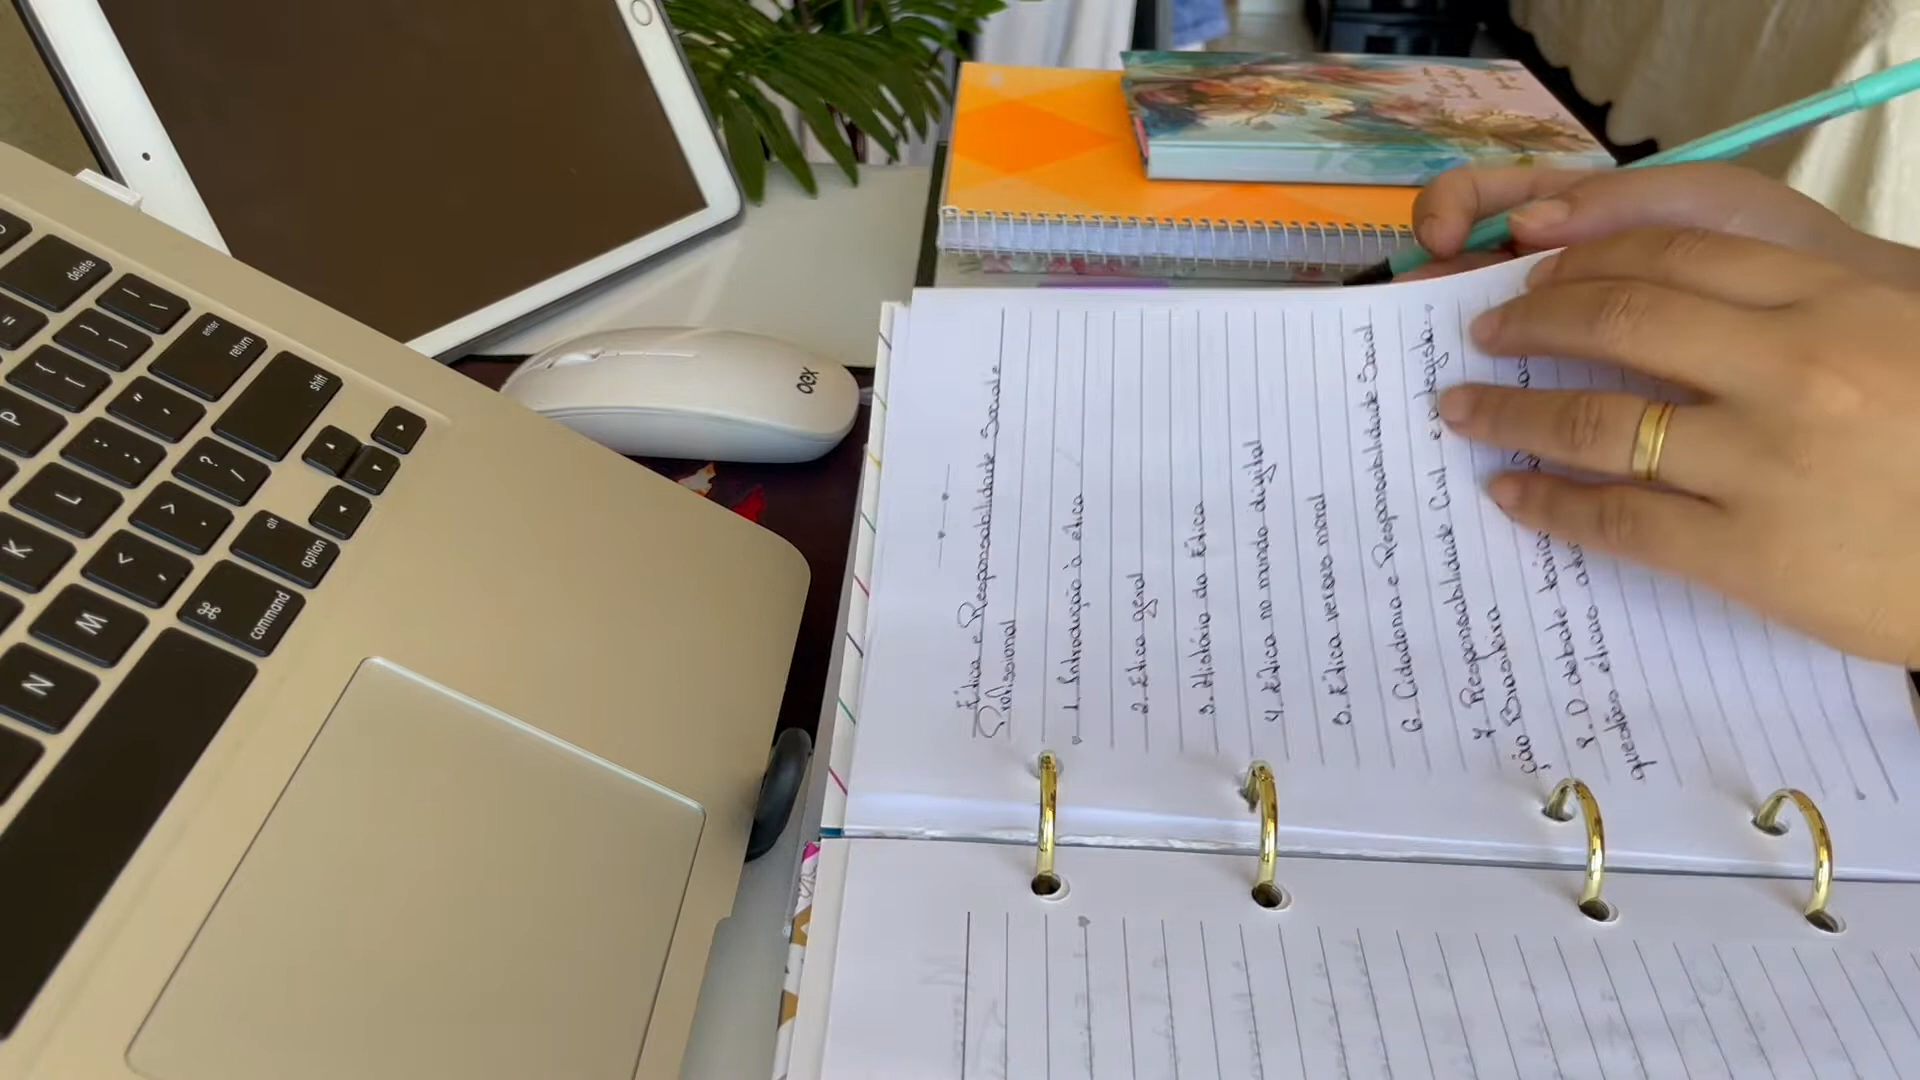 Ética e Responsabilidade Sociale
Profissional
1. Introdução à ética
2. Ética geral
3. História da Ética
4. Ética no mundo digital
5. Ética versus moral
6. Cidadania e Responsabilidade Social
7. Responsabilidade Civil e a legisla-
ção Brasileira
8. O debate teórico
questões éticas
oex
delete
enter
return
shift
alt
option
command
P
L
K
M
N